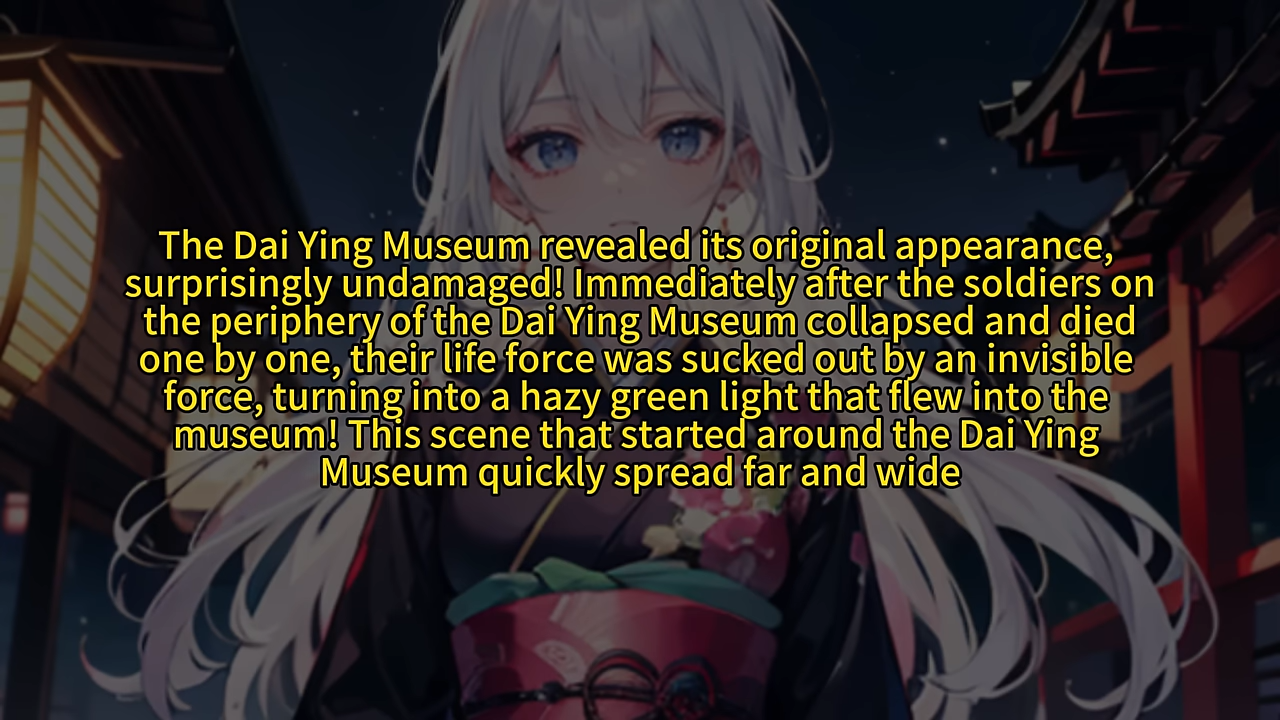 The Dai Ying Museum revealed its original appearance,
surprisingly undamaged! Immediately after the soldiers on
the periphery of the Dai Ying Museum collapsed and died
one by one, their life force was sucked out by an invisible
force, turning into a hazy green light that flew into the
museum! This scene that started around the Dai Ying
Museum quickly spread far and wide